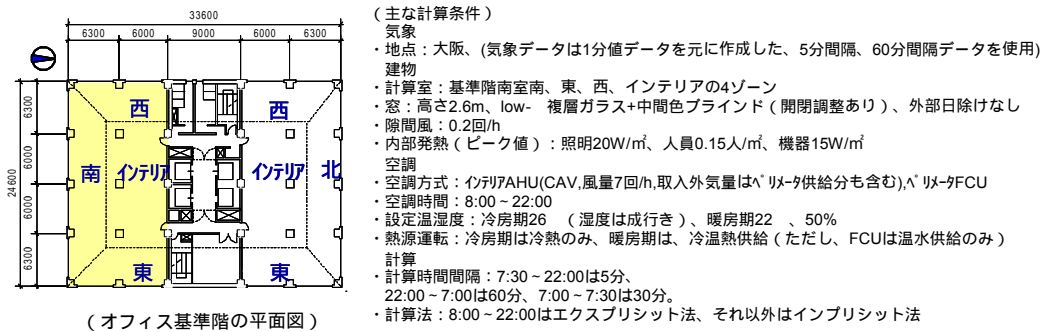 33600
6300 6000 9000 6000 6300
6300
6000
6000
6300
24600
西 西
南 インテリア インテリア 北
東 東
(オフィス基準階の平面図)
(主な計算条件)
気象
・地点:大阪、(気象データは1分値データを元に作成した、5分間隔、60分間隔データを使用)
建物
・計算室:基準階南室南、東、西、インテリアの4ゾーン
・窓:高さ2.6m、low- 複層ガラス+中間色ブラインド(開閉調整あり)、外部日除けなし
・隙間風:0.2回/h
・内部発熱(ピーク値):照明20W/㎡、人員0.15人/㎡、機器15W/㎡
空調
・空調方式:インテリアAHU(CAV,風量7回/h,取入外気量はペリメータ供給分も含む),ペリメータFCU
・空調時間:8:00~22:00
・設定温湿度:冷房期26 (湿度は成行き)、暖房期22 、50%
・熱源運転:冷房期は冷熱のみ、暖房期は、冷温熱供給(ただし、FCUは温水供給のみ)
計算
・計算時間間隔:7:30~22:00は5分、
22:00~7:00は60分、7:00~7:30は30分。
・計算法:8:00~22:00はエクスプリシット法、それ以外はインプリシット法